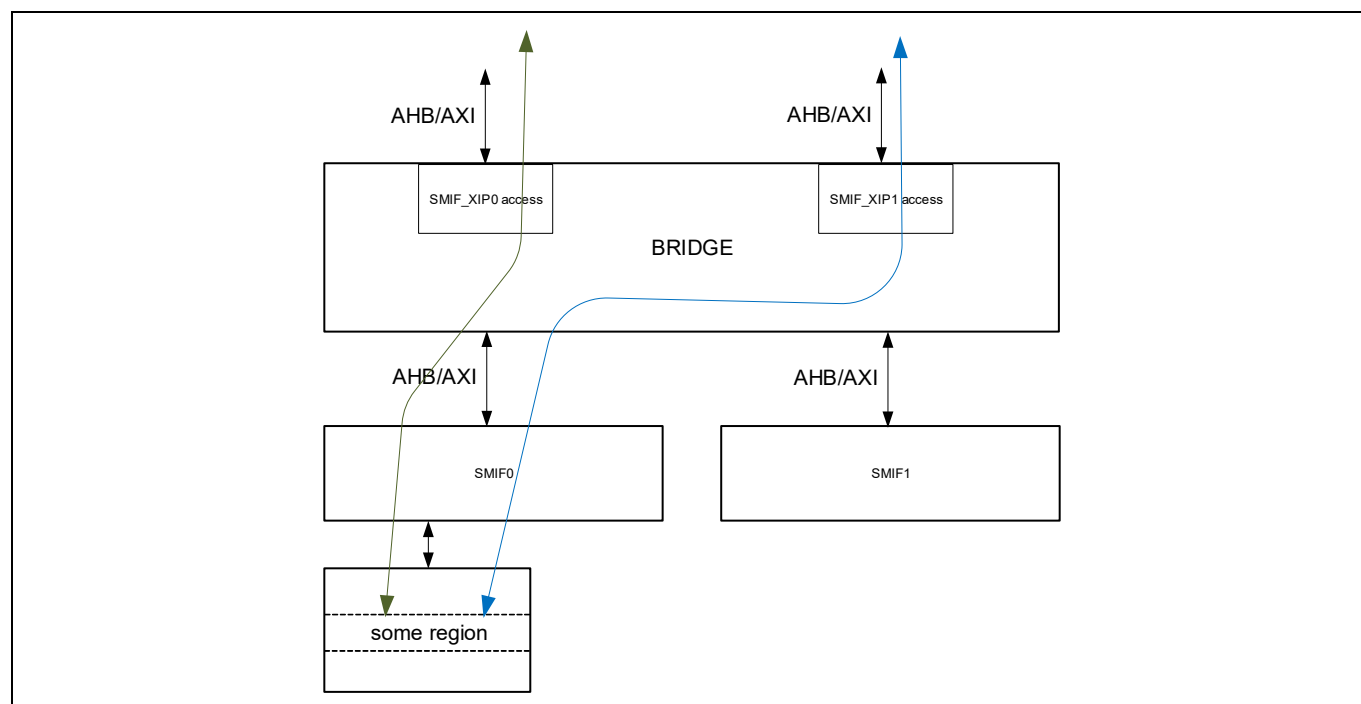 AHB/AXI
AHB/AXI
SMIF_XIP0 access
SMIF_XIP1 access
BRIDGE
AHB/AXI
AHB/AXI
SMIF0
SMIF1
some region